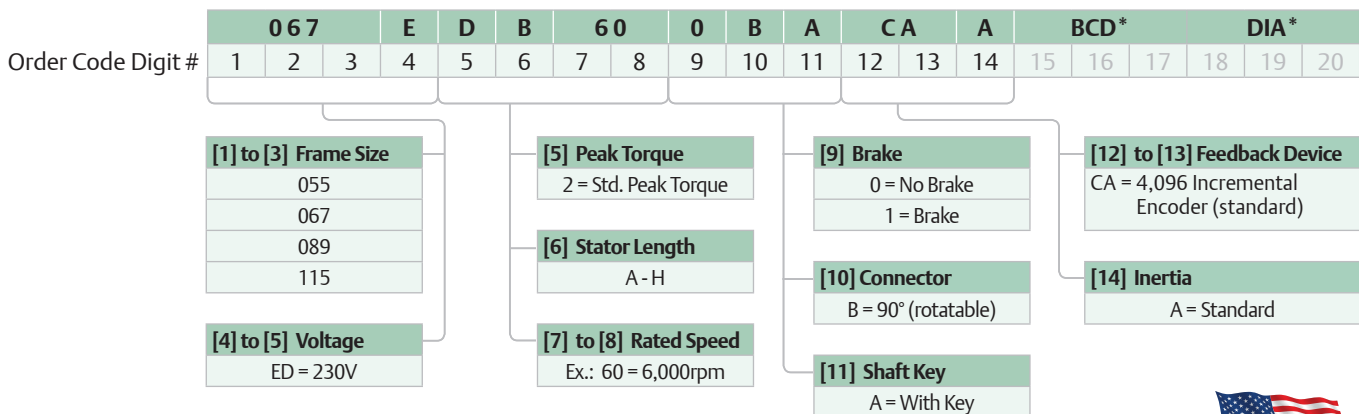 067 E D B 60 0 B A CA A BCD* DIA*
Order Code Digit # 1 2 3 4 5 6 7 8 9 10 11 12 13 14 15 16 17 18 19 20
[1] to [3] Frame Size
055
067
089
115
[4] to [5] Voltage
ED = 230V
[5] Peak Torque
2 = Std. Peak Torque
[6] Stator Length
A - H
[7] to [8] Rated Speed
Ex.: 60 = 6,000rpm
[9] Brake
0 = No Brake
1 = Brake
[10] Connector
B = 90° (rotatable)
[11] Shaft Key
A = With Key
[12] to [13] Feedback Device
CA = 4,096 Incremental
Encoder (standard)
[14] Inertia
A = Standard